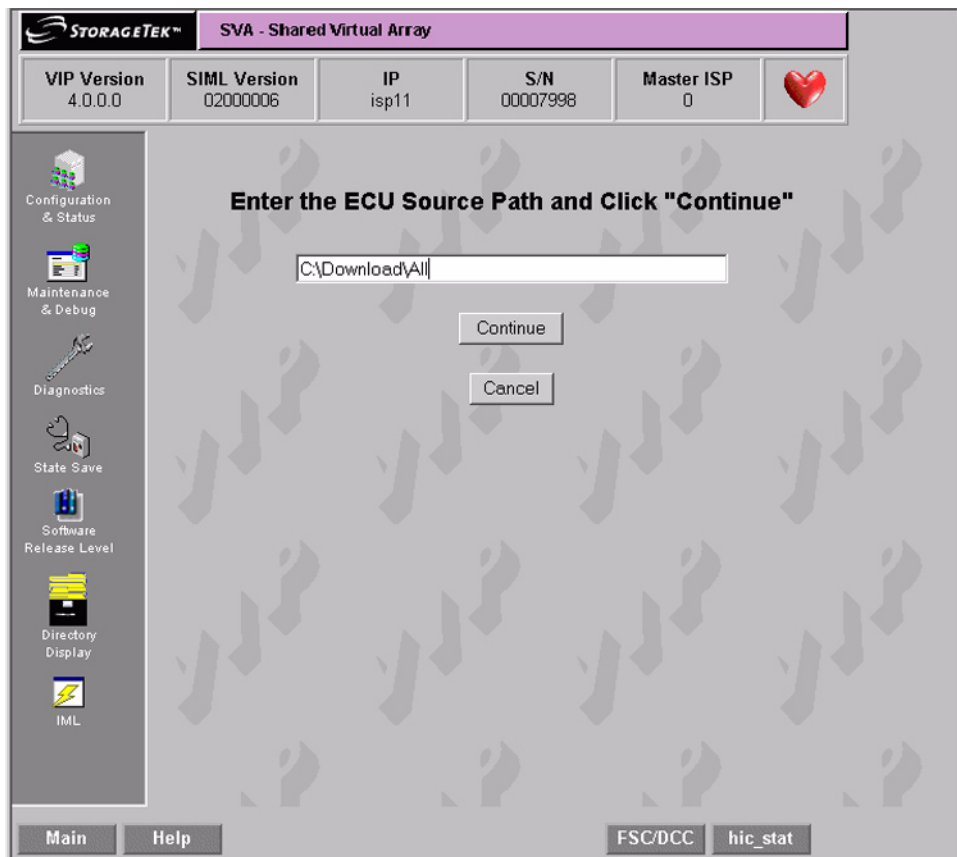 STORAGETEK™ SVA - Shared Virtual Array
VIP Version SIML Version IP S/N Master ISP
4.0.0.0 02000006 isp11 00007998 0
Configuration
& Status
Enter the ECU Source Path and Click "Continue"
C:\Download\All
Maintenance
& Debug
Continue
Diagnostics
Cancel
State Save
Software
Release Level
Directory
Display
IML
Main Help FSC/DCC hic_stat